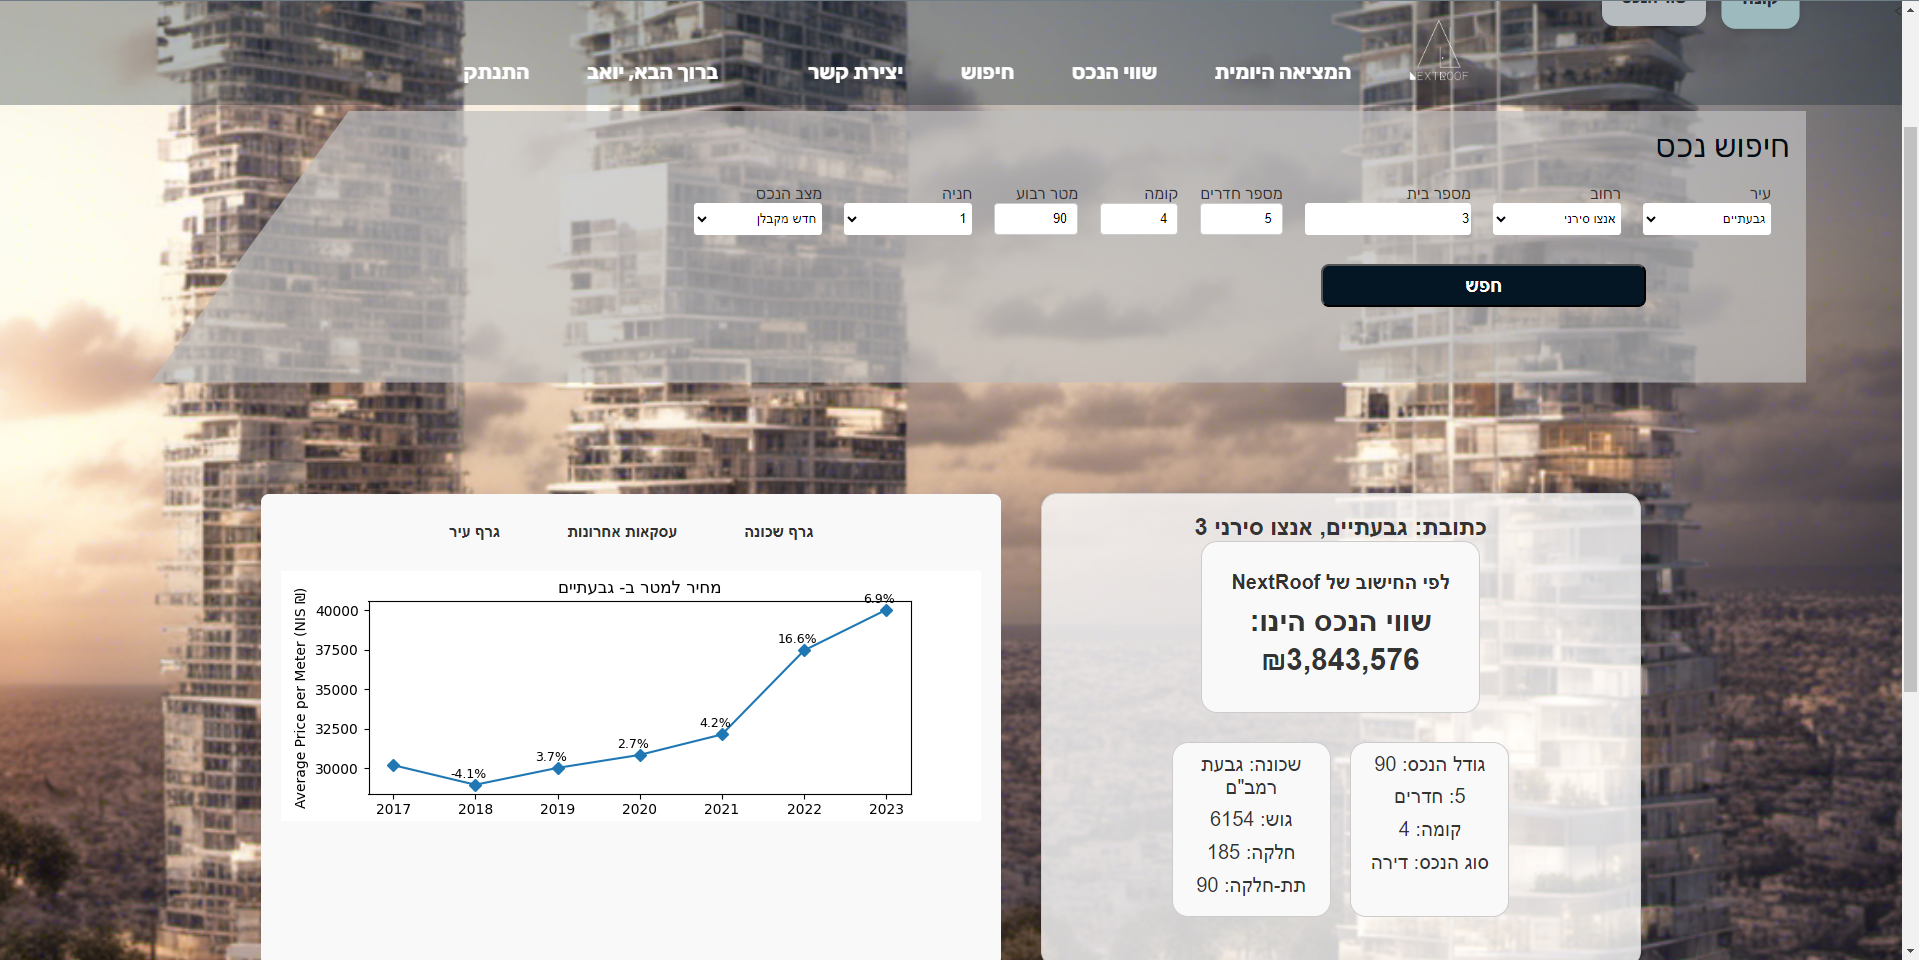 קונה
שווי הנכס
NEXTROOF
המציאה היומית
שווי הנכס
חיפוש
יצירת קשר
ברוך הבא, יואב
התנתק
חיפוש נכס
עיר
רחוב
מספר בית
מספר חדרים
קומה
מטר רבוע
חניה
מצב הנכס
גבעתיים
אנצו סירני
3
5
4
90
1
חדש מקבלן
חפש
כתובת: גבעתיים, אנצו סירני 3
לפי החישוב של NextRoof
שווי הנכס הינו:
₪3,843,576
גודל הנכס: 90
5: חדרים
קומה: 4
סוג הנכס: דירה
שכונה: גבעת
רמב"ם
גוש: 6154
חלקה: 185
תת-חלקה: 90
גרף שכונה
עסקאות אחרונות
גרף עיר
מחיר למטר ב- גבעתיים
Average Price per Meter (NIS ₪)
40000
37500
35000
32500
30000
-4.1%
3.7%
2.7%
4.2%
16.6%
6.9%
2017
2018
2019
2020
2021
2022
2023